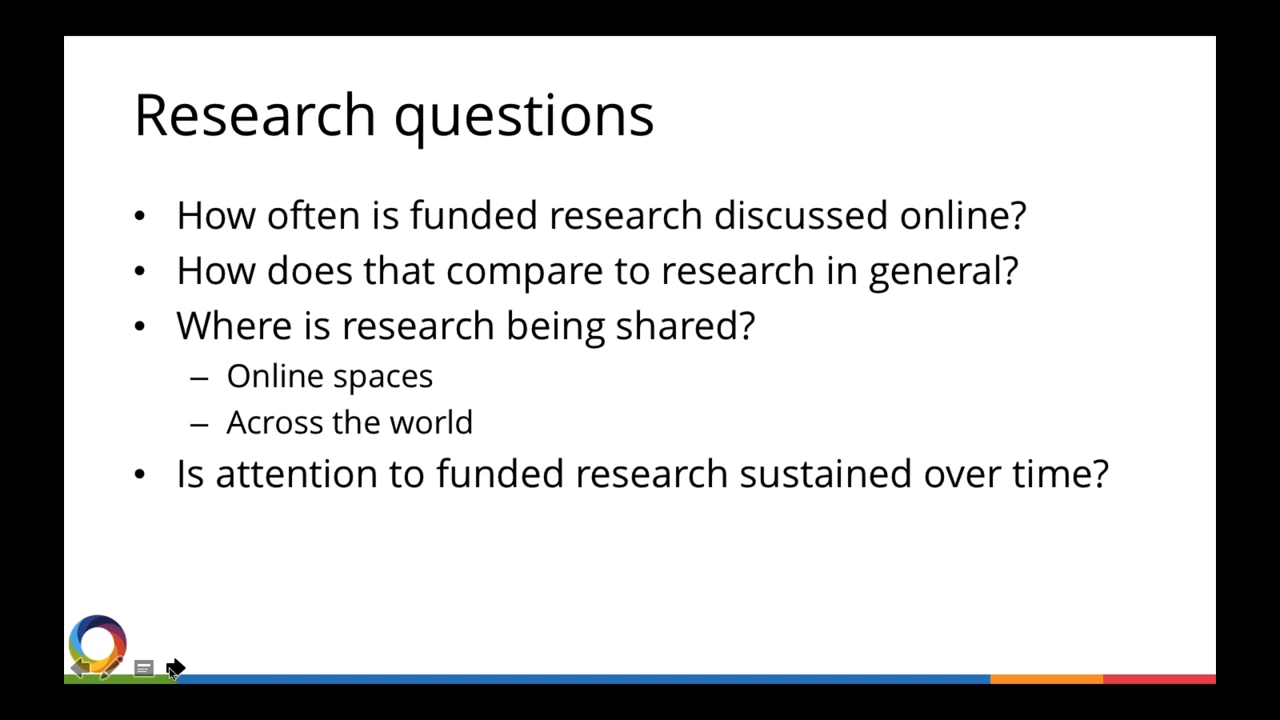 Research questions
• How often is funded research discussed online?
• How does that compare to research in general?
• Where is research being shared?
– Online spaces
– Across the world
• Is attention to funded research sustained over time?